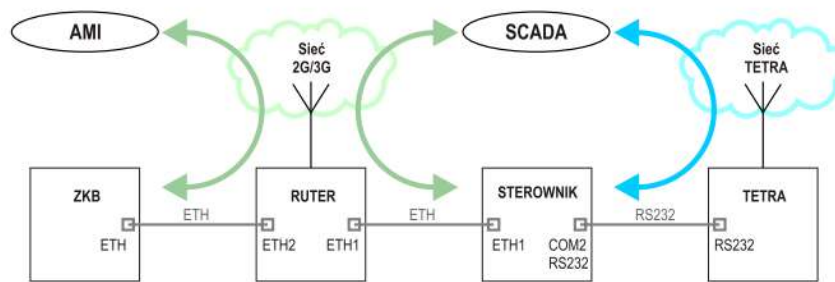 AMI
SCADA
Sieć
2G/3G
Sieć
TETRA
ZKB
RUTER
STEROWNIK
TETRA
ETH
ETH
RS232
ETH
ETH2
ETH1
ETH1
COM2
RS232
RS232